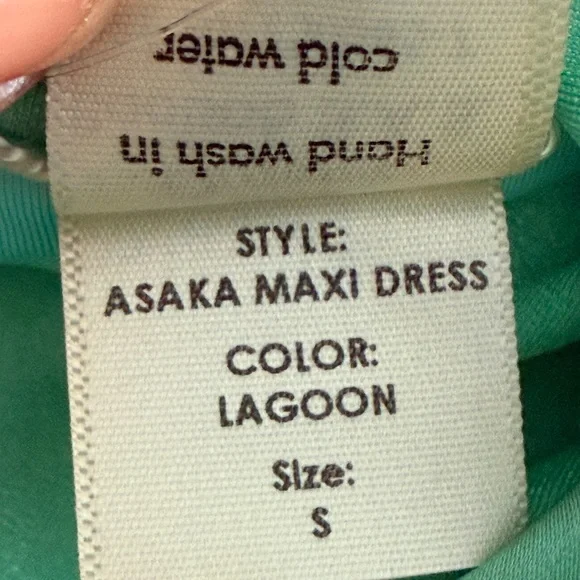 Hand wash in
cold water
STYLE:
ASAKA MAXI DRESS
COLOR:
LAGOON
Size:
S